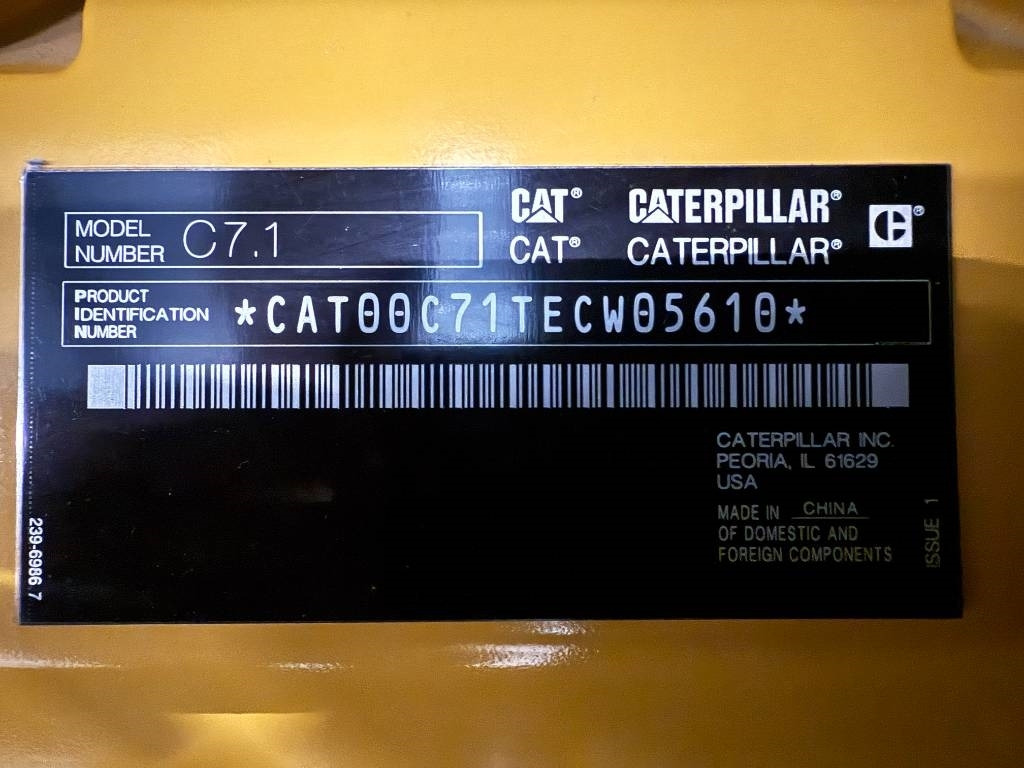 MODEL NUMBER C7.1
CAT® CATERPILLAR® C®
CAT® CATERPILLAR®
PRODUCT
IDENTIFICATION
NUMBER
*CAT00C71TECW05610*
CATERPILLAR INC.
PEORIA, IL 61629
USA
MADE IN CHINA
OF DOMESTIC AND
FOREIGN COMPONENTS
239-6986 7
ISSUE 1